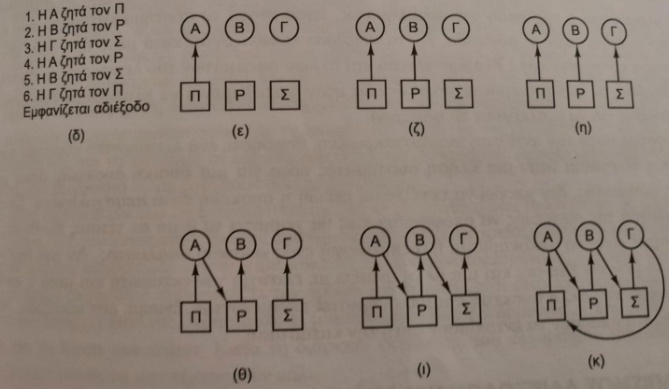 1. Η Α ζητά τον Π
2. Η Β ζητά τον Ρ
3. Η Γ ζητά τον Σ
4. Η Α ζητά τον Ρ
5. Η Β ζητά τον Σ
6. Η Γ ζητά τον Π
Εμφανίζεται αδιέξοδο
(δ)
Α Β Γ
Π Ρ Σ
(ε)
Α Β Γ
Π Ρ Σ
(ζ)
Α Β Γ
Π Ρ Σ
(η)
Α Β Γ
Π Ρ Σ
(θ)
Α Β Γ
Π Ρ Σ
(ι)
Α Β Γ
Π Ρ Σ
(κ)